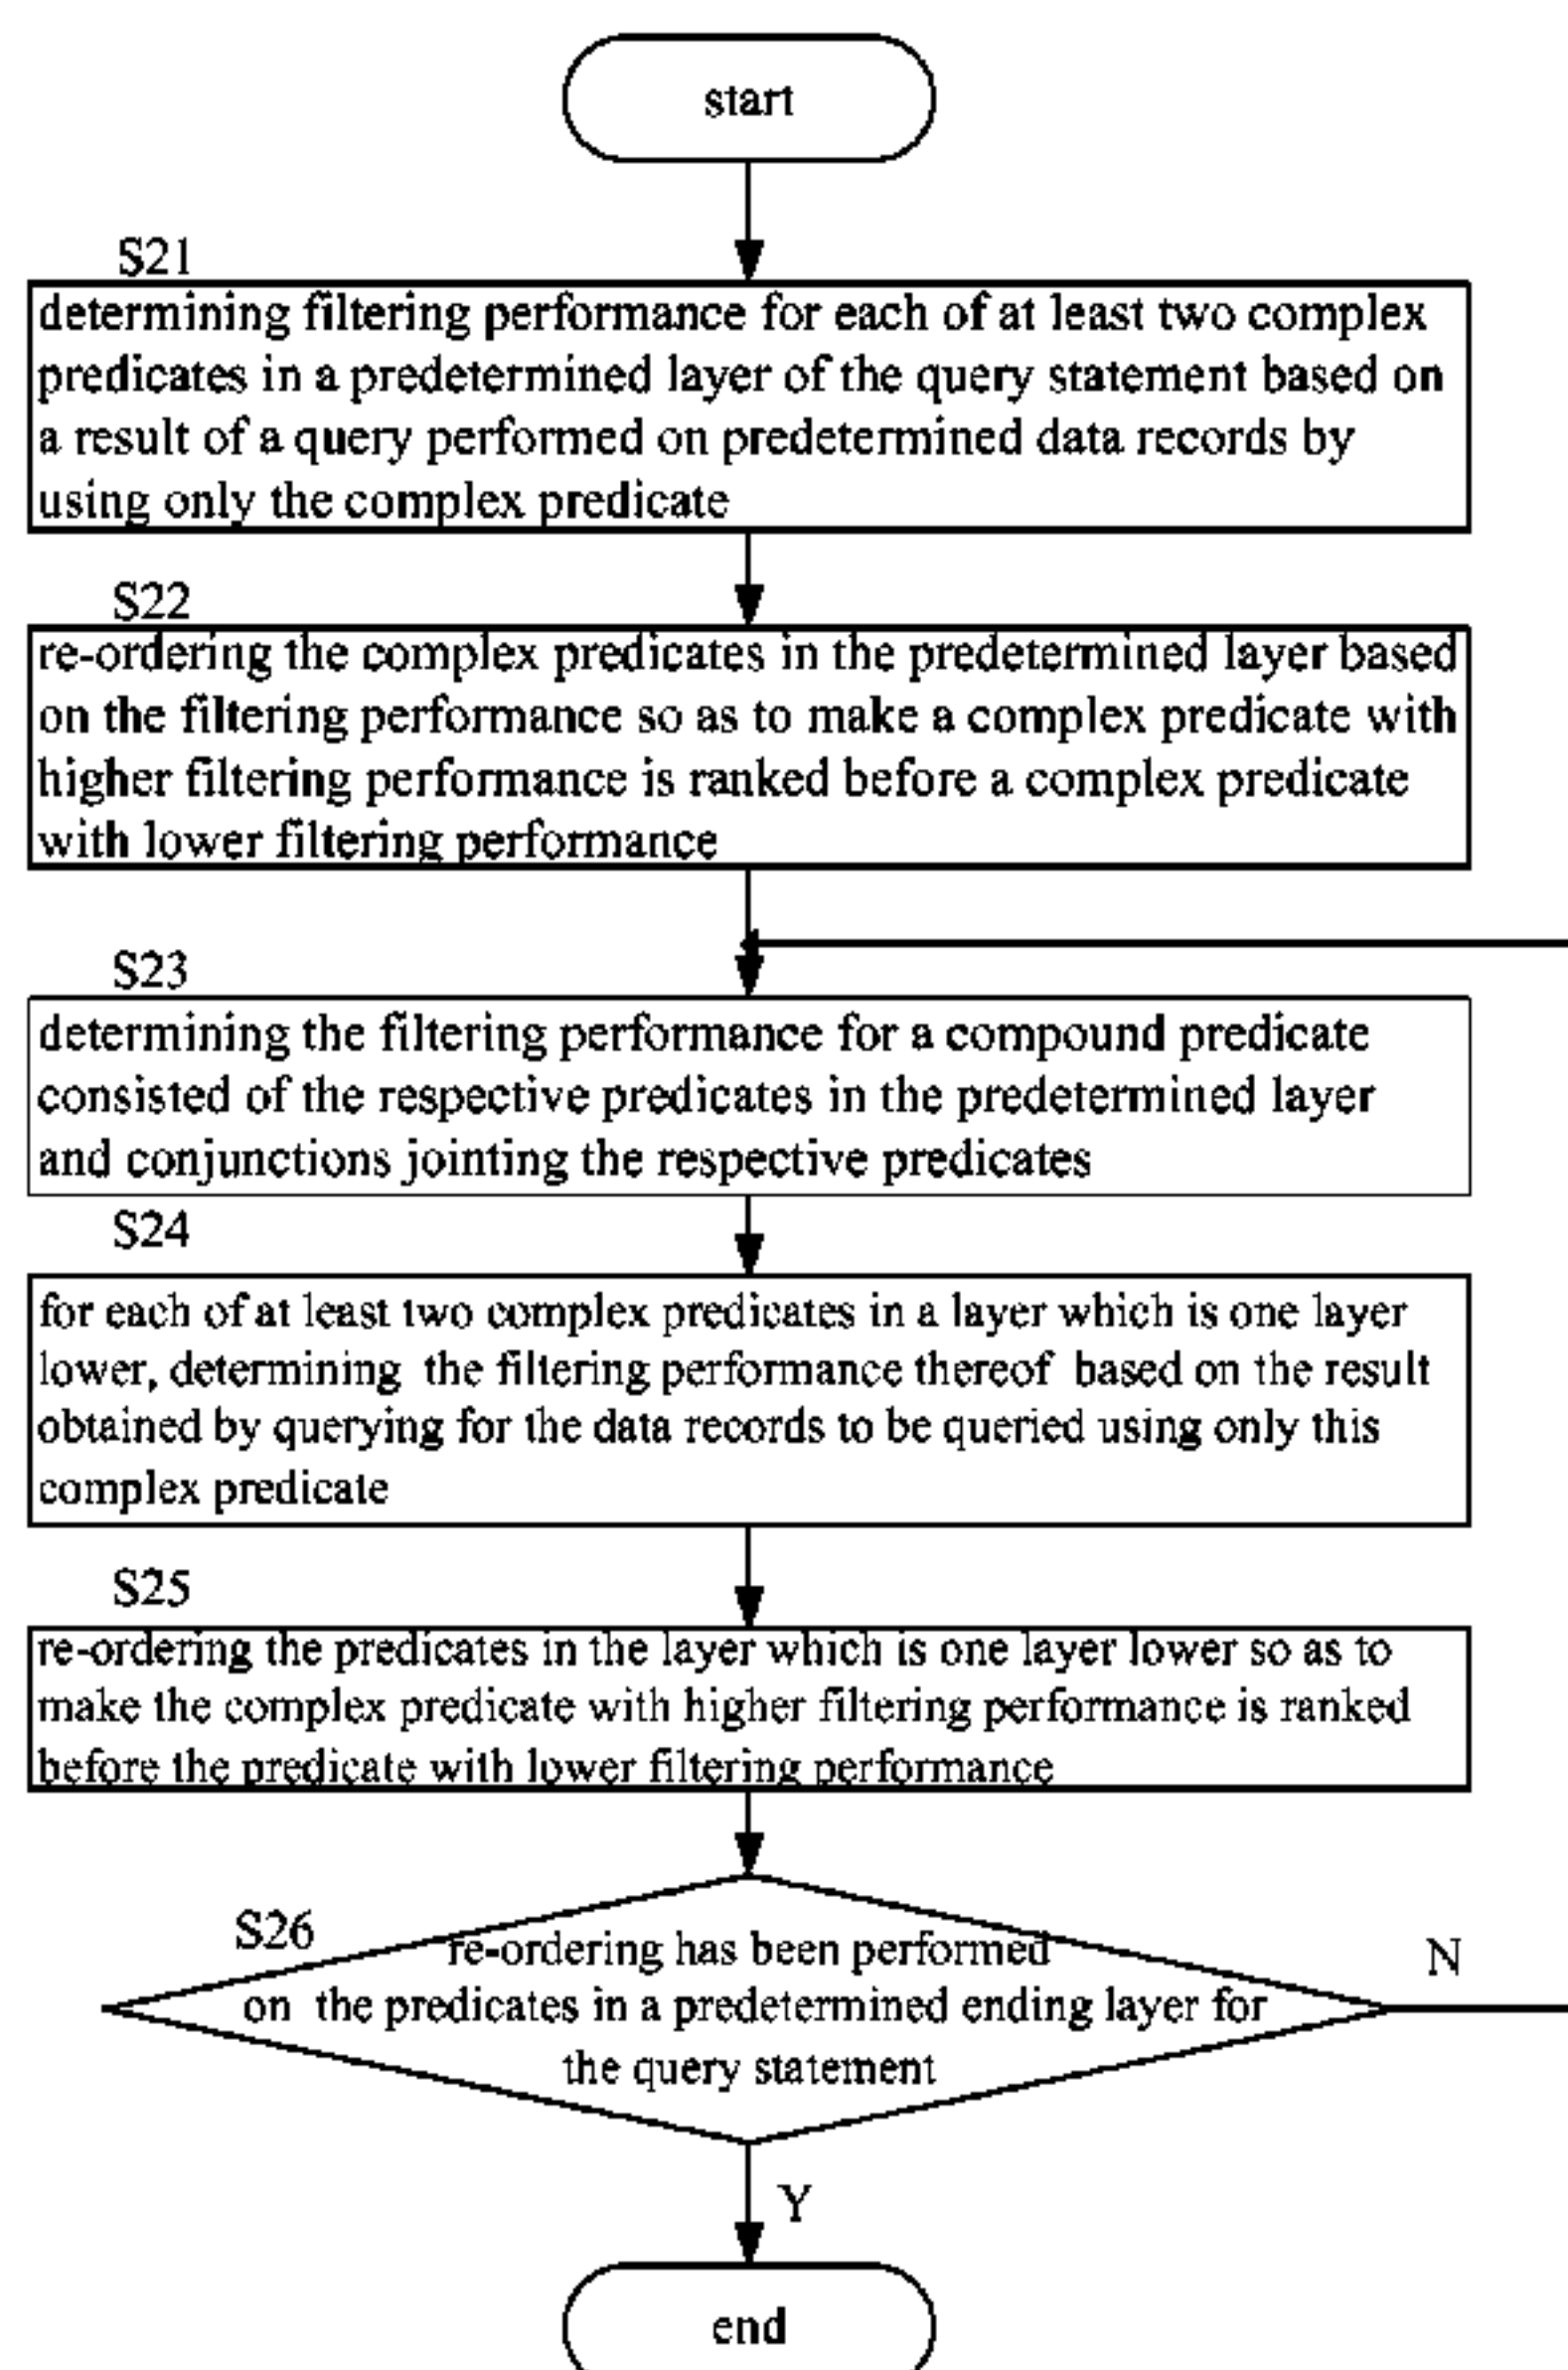 start
S21
determining filtering performance for each of at least two complex
predicates in a predetermined layer of the query statement based on
a result of a query performed on predetermined data records by
using only the complex predicate
S22
re-ordering the complex predicates in the predetermined layer based
on the filtering performance so as to make a complex predicate with
higher filtering performance is ranked before a complex predicate
with lower filtering performance
S23
determining the filtering performance for a compound predicate
consisted of the respective predicates in the predetermined layer
and conjunctions jointing the respective predicates
S24
for each of at least two complex predicates in a layer which is one layer
lower, determining the filtering performance thereof based on the result
obtained by querying for the data records to be queried using only this
complex predicate
S25
re-ordering the predicates in the layer which is one layer lower so as to
make the complex predicate with higher filtering performance is ranked
before the predicate with lower filtering performance
S26
re-ordering has been performed
on the predicates in a predetermined ending layer for
the query statement
N
Y
end